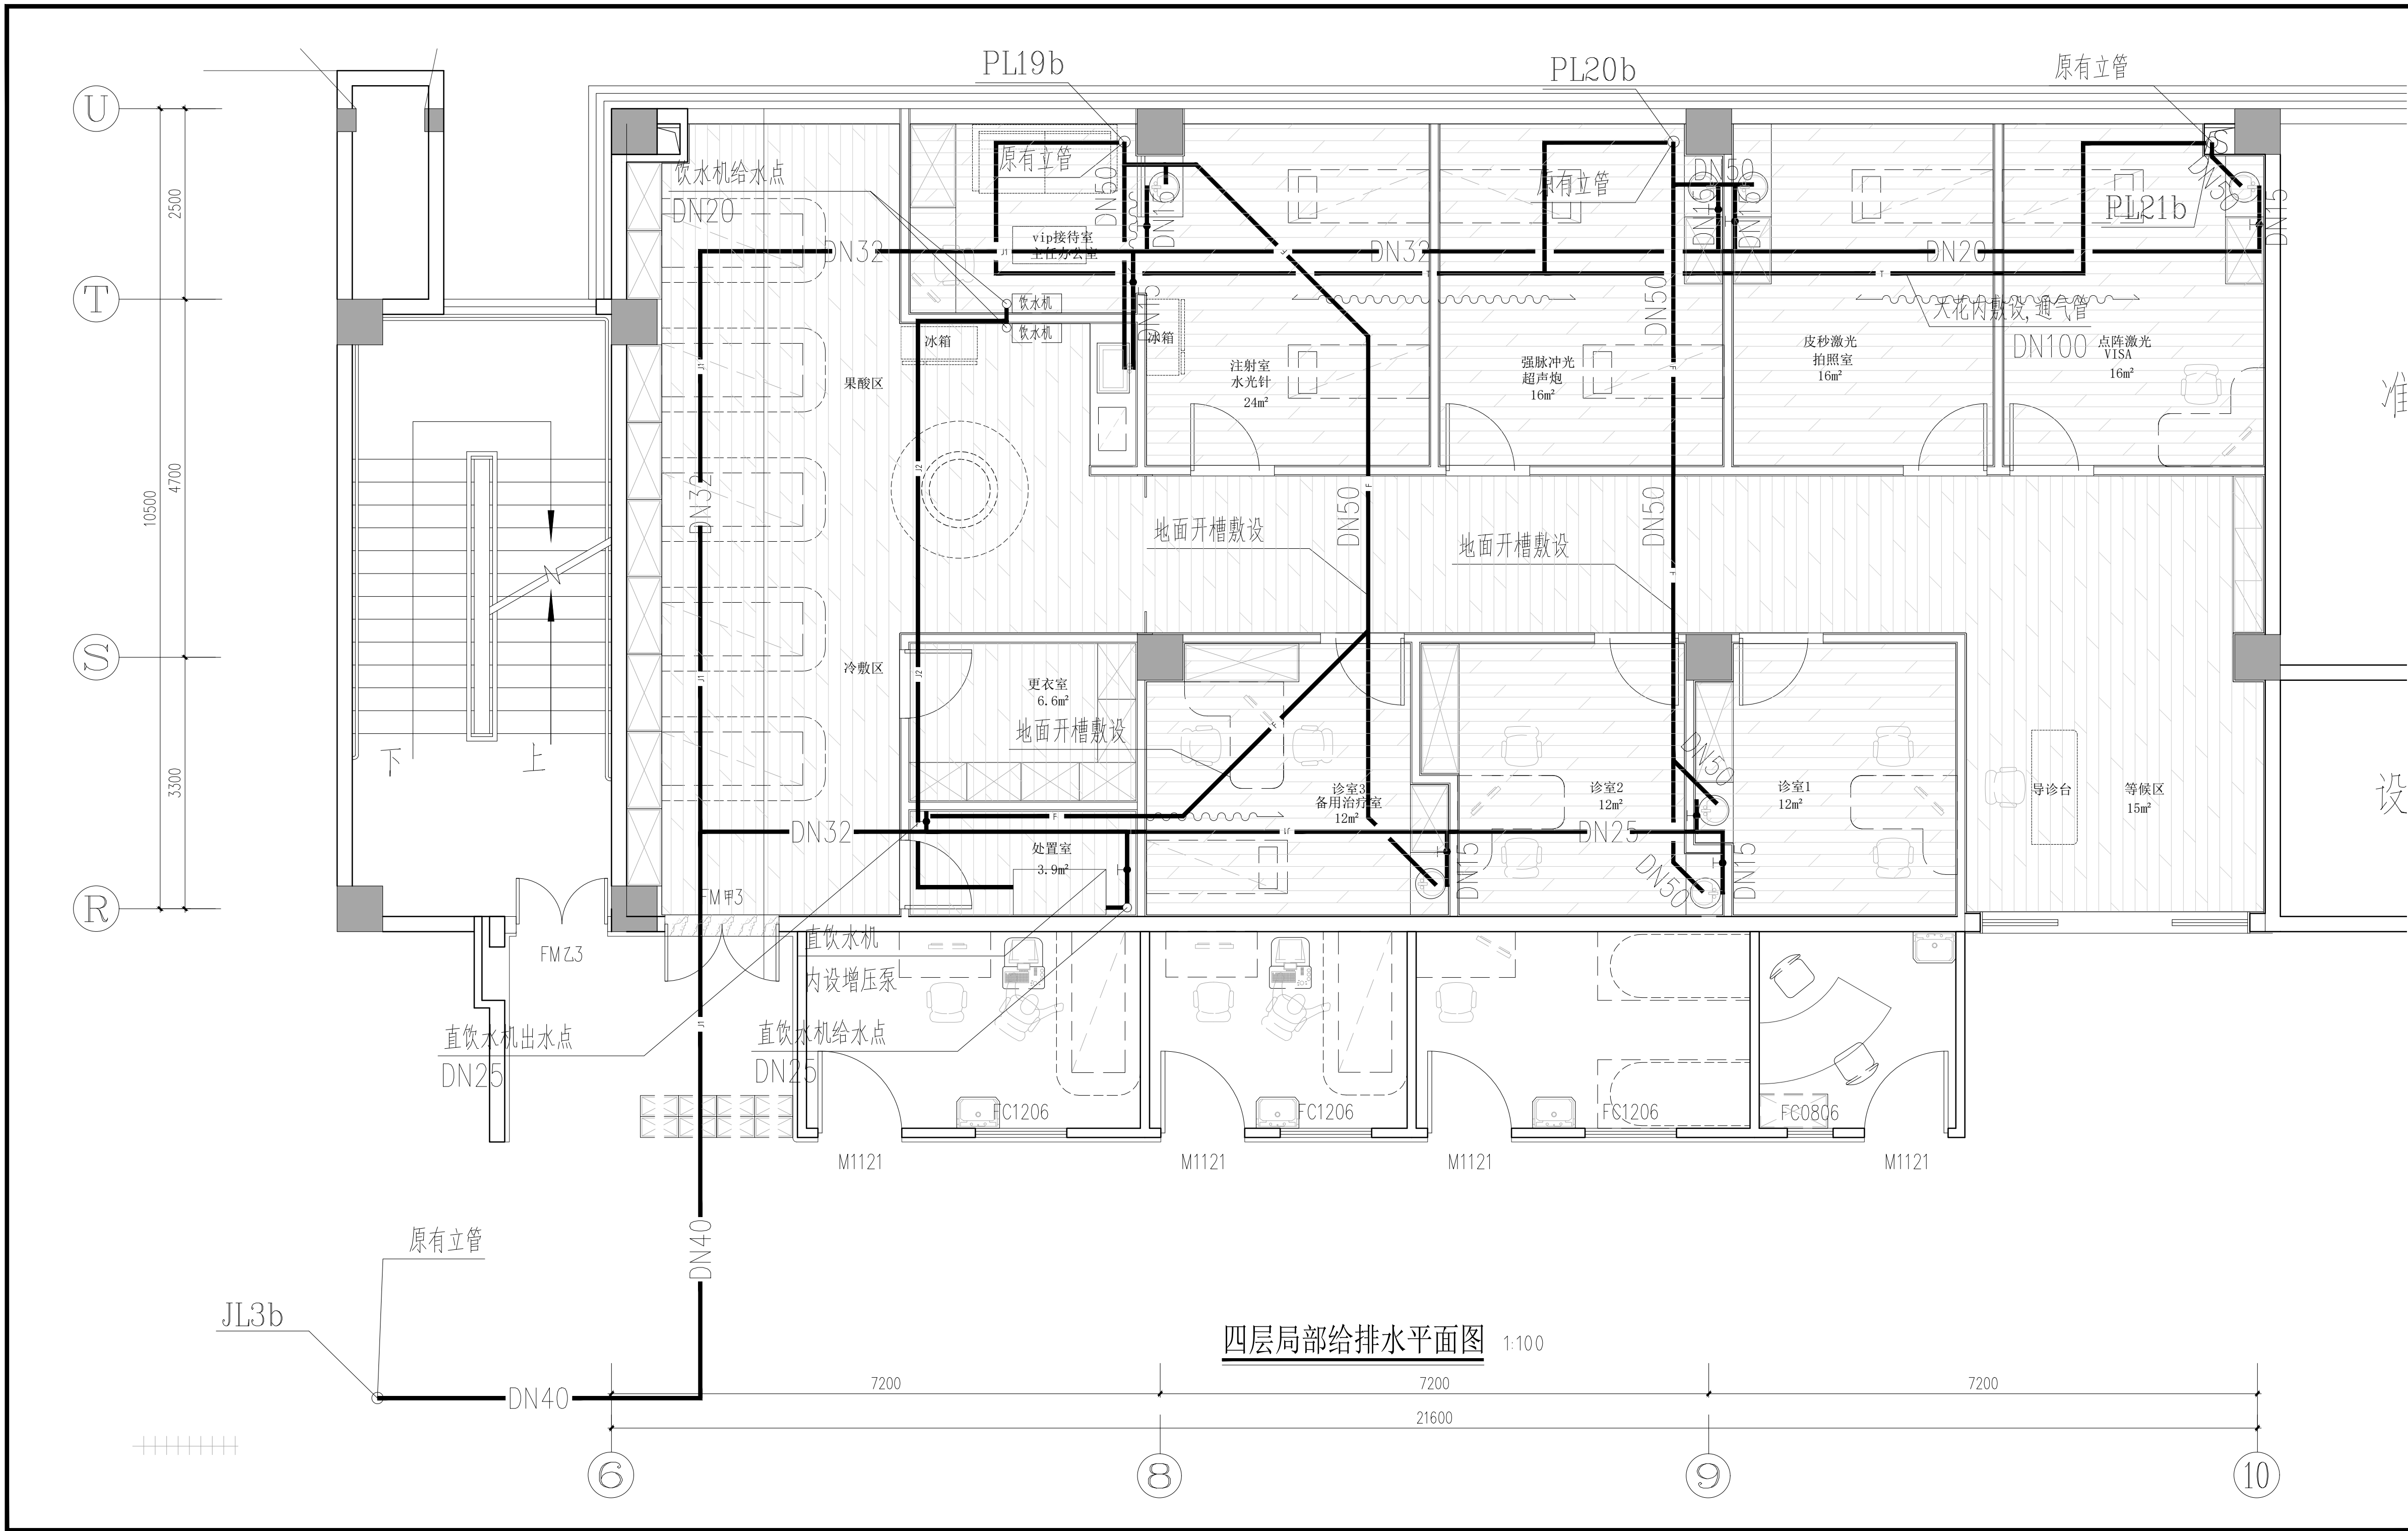 PL19b
PL20b
原有立管
U
饮水机给水点
DN20
原有立管
DN50
DN15
原有立管
DN50
DN15
DN15
DN50
PL21b
DN15
2500
vip接待室
主任办公室
DN32
J1
DN32
DN20
T
T
T
饮水机
饮水机
DN15
冰箱
冰箱
DN50
天花内敷设,通气管
DN100
果酸区
注射室
水光针
24m²
强脉冲光
超声炮
16m²
皮秒激光
拍照室
16m²
点阵激光
VISA
16m²
准
J1
4700
10500
DN32
J2
F
DN50
DN50
地面开槽敷设
地面开槽敷设
F
S
冷敷区
J1
J2
更衣室
6.6m²
地面开槽敷设
F
下
上
3300
DN50
诊室3
备用治疗室
12m²
诊室2
12m²
诊室1
12m²
导诊台
等候区
15m²
设
F
DN32
J1
DN25
处置室
3.9m²
DN15
DN50
DN15
R
FM甲3
FM乙3
直饮水机
内设增压泵
直饮水机出水点
DN25
直饮水机给水点
DN25
J1
FC1206
FC1206
FC1206
FC0806
M1121
M1121
M1121
M1121
原有立管
DN40
JL3b
DN40
四层局部给排水平面图 1:100
7200
7200
7200
21600
6
8
9
10